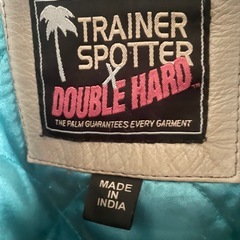 TRAINER
SPOTTER
X
DOUBLE HARD
THE PALM GUARANTEES EVERY GARMENT
MADE IN
INDIA